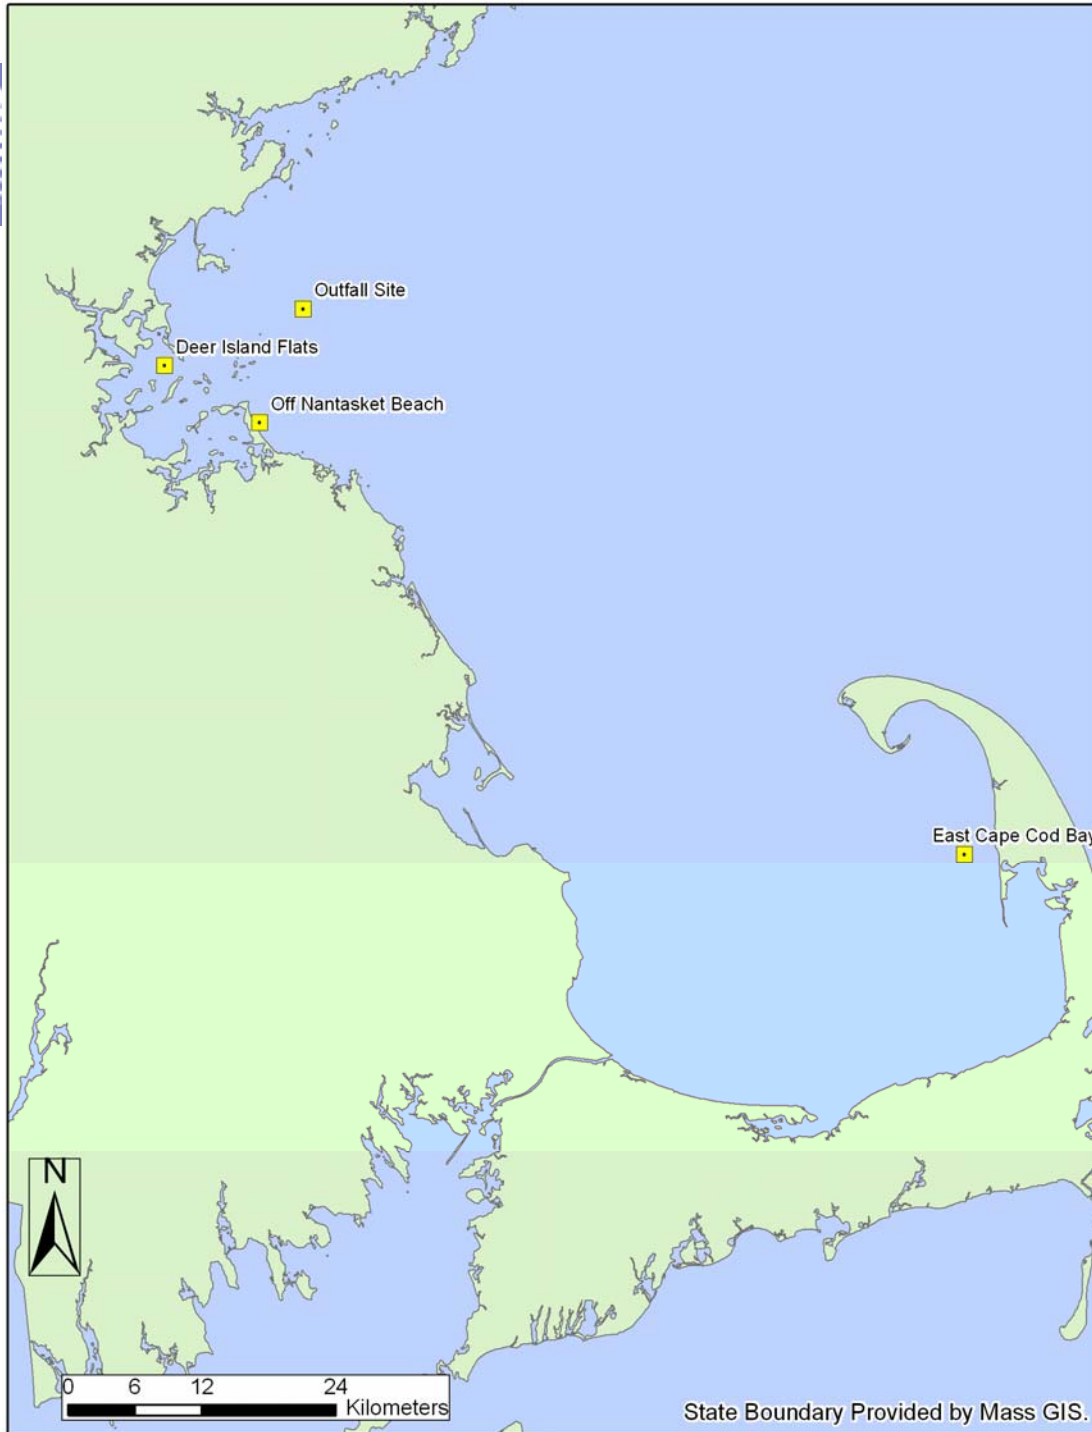 Outfall Site
Deer Island Flats
Off Nantasket Beach
East Cape Cod Bay
N
0 6 12 24
Kilometers
State Boundary Provided by Mass GIS.